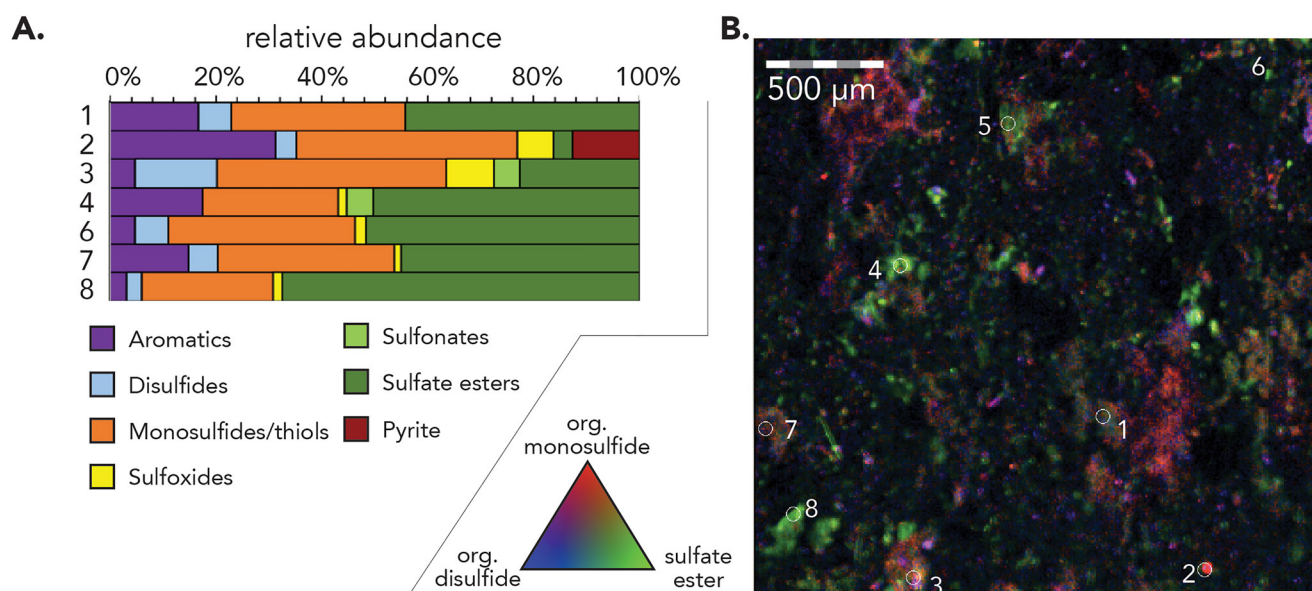 A.
relative abundance
0% 20% 40% 60% 80% 100%
1
2
3
4
6
7
8
Aromatics
Disulfides
Monosulfides/thiols
Sulfoxides
Sulfonates
Sulfate esters
Pyrite
org.
monosulfide
org.
disulfide
sulfate
ester
B.
500 µm
6
5
4
7
1
8
3
2